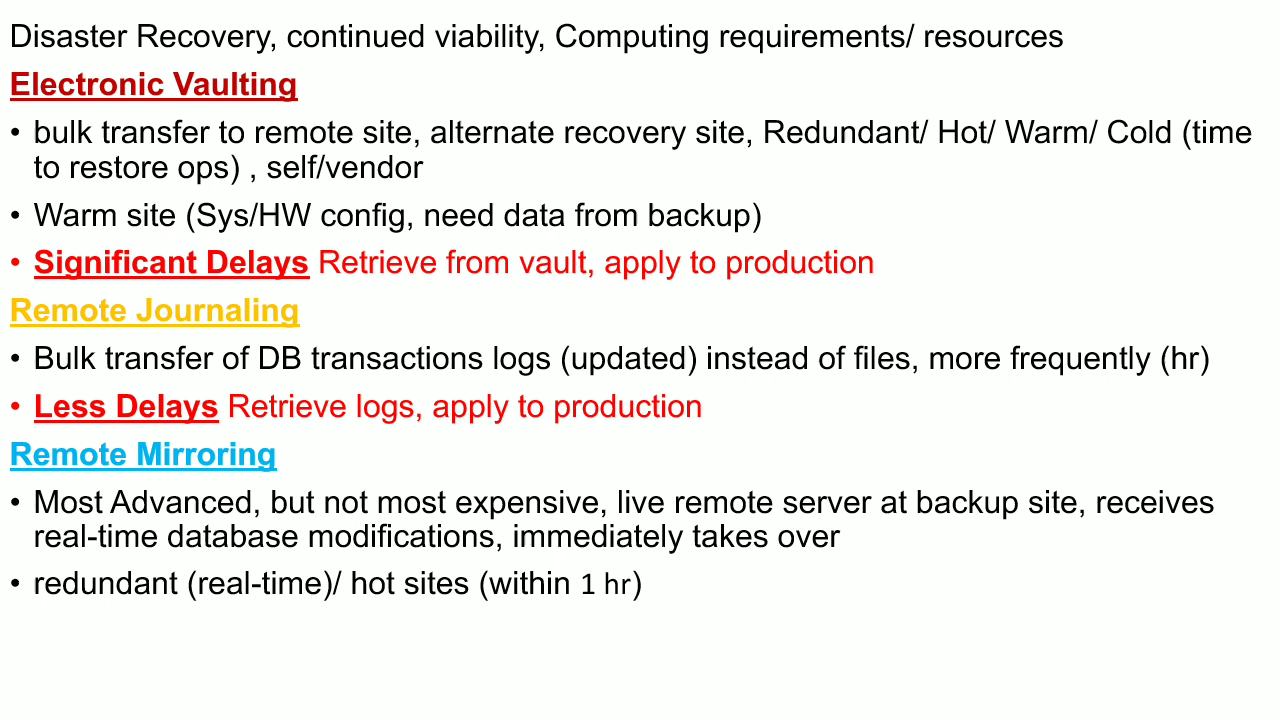 Disaster Recovery, continued viability, Computing requirements/ resources
Electronic Vaulting
• bulk transfer to remote site, alternate recovery site, Redundant/ Hot/ Warm/ Cold (time
to restore ops) , self/vendor
• Warm site (Sys/HW config, need data from backup)
• Significant Delays Retrieve from vault, apply to production
Remote Journaling
• Bulk transfer of DB transactions logs (updated) instead of files, more frequently (hr)
• Less Delays Retrieve logs, apply to production
Remote Mirroring
• Most Advanced, but not most expensive, live remote server at backup site, receives
real-time database modifications, immediately takes over
• redundant (real-time)/ hot sites (within 1 hr)